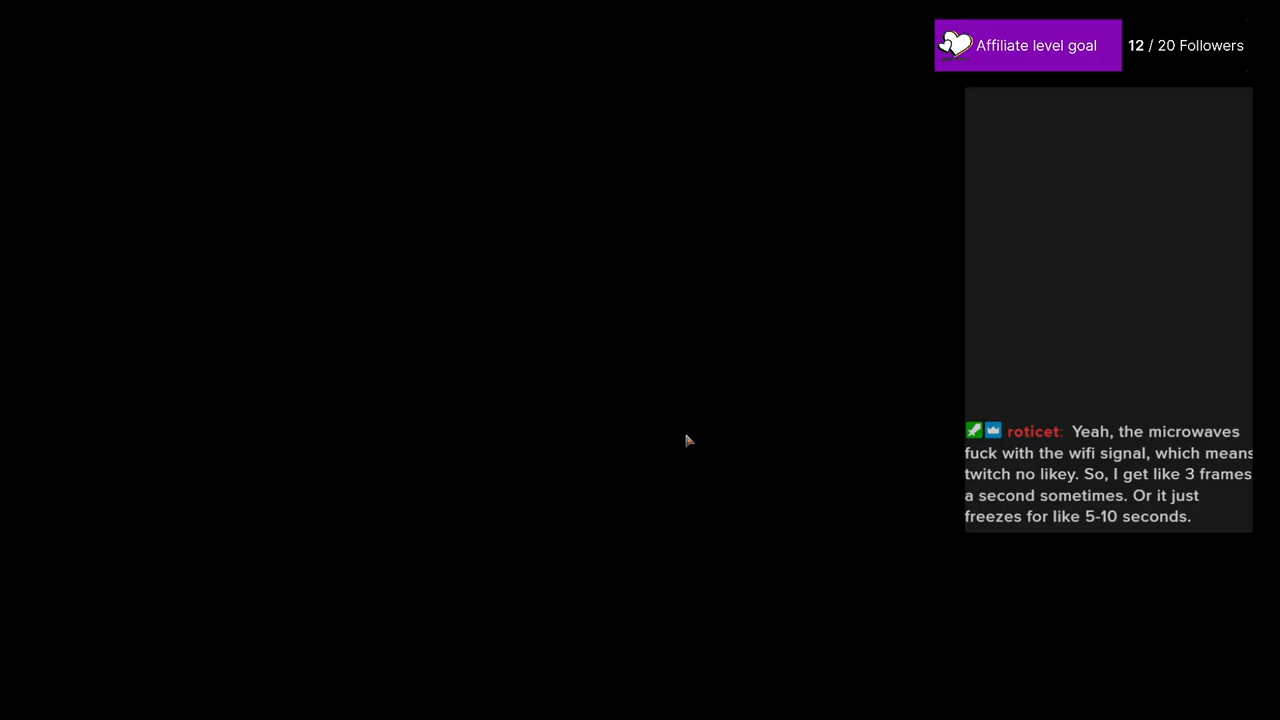 Affiliate level goal 12 / 20 Followers
roticet: Yeah, the microwaves
fuck with the wifi signal, which means
twitch no likey. So, I get like 3 frames
a second sometimes. Or it just
freezes for like 5-10 seconds.